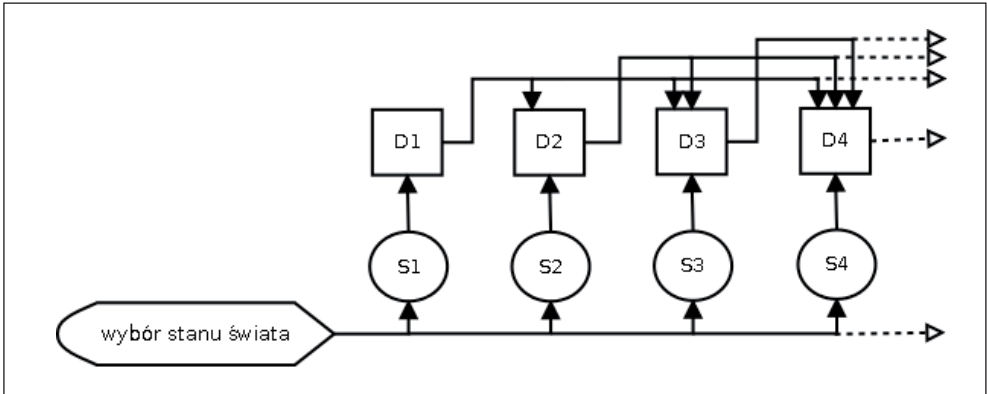 D1 D2 D3 D4
S1 S2 S3 S4
wybór stanu świata